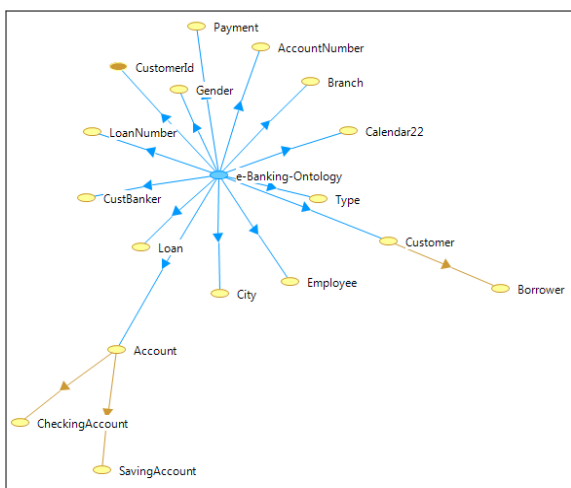 Payment
AccountNumber
CustomerId
Gender
Branch
LoanNumber
Calendar22
e-Banking-Ontology
CustBanker
Type
Loan
Customer
City
Employee
Borrower
Account
CheckingAccount
SavingAccount